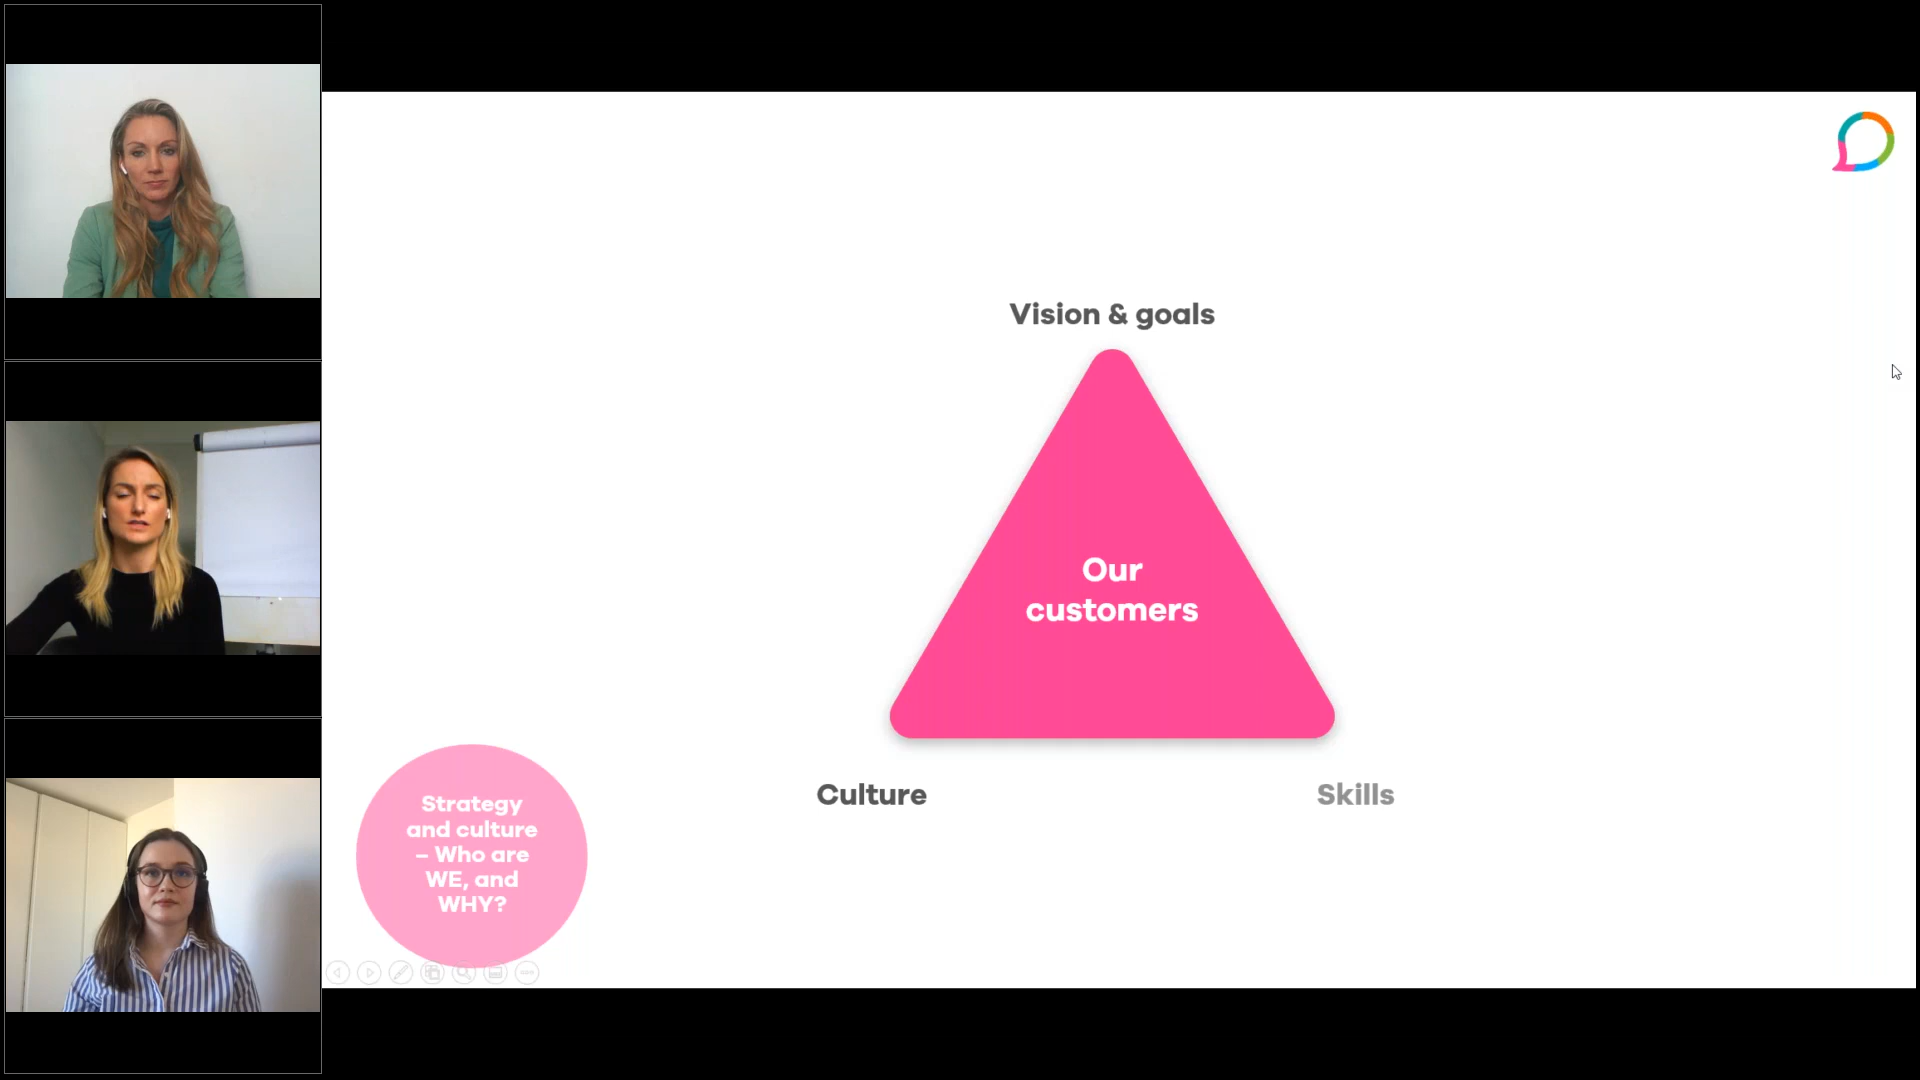 Vision & goals
Our
customers
Culture
Skills
Strategy
and culture
– Who are
WE, and
WHY?